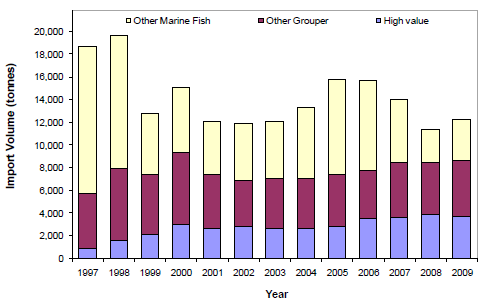 Other Marine Fish Other Grouper High value
20,000
18,000
16,000
14,000
12,000
10,000
8,000
6,000
4,000
2,000
0
Import Volume (tonnes)
1997 1998 1999 2000 2001 2002 2003 2004 2005 2006 2007 2008 2009
Year